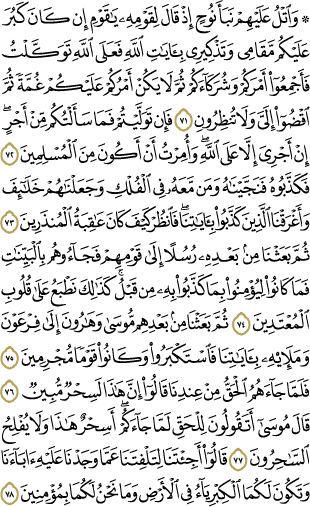 ۞ وَٱتْلُ عَلَيْهِمْ نَبَأَ نُوحٍ إِذْ قَالَ لِقَوْمِهِۦ يَٰقَوْمِ إِن كَانَ كَبُرَ
عَلَيْكُم مَّقَامِى وَتَذْكِيرِى بِـَٔايَٰتِ ٱللَّهِ فَعَلَى ٱللَّهِ تَوَكَّلْتُ
فَأَجْمِعُوٓا۟ أَمْرَكُمْ وَشُرَكَآءَكُمْ ثُمَّ لَا يَكُنْ أَمْرُكُمْ عَلَيْكُمْ غُمَّةً ثُمَّ
ٱقْضُوٓا۟ إِلَىَّ وَلَا تُنظِرُونِ ٧١ فَإِن تَوَلَّيْتُمْ فَمَا سَأَلْتُكُم مِّنْ أَجْرٍ ۖ
إِنْ أَجْرِىَ إِلَّا عَلَى ٱللَّهِ ۖ وَأُمِرْتُ أَنْ أَكُونَ مِنَ ٱلْمُسْلِمِينَ ٧٢
فَكَذَّبُوهُ فَنَجَّيْنَٰهُ وَمَن مَّعَهُۥ فِى ٱلْفُلْكِ وَجَعَلْنَٰهُمْ خَلَٰٓئِفَ
وَأَغْرَقْنَا ٱلَّذِينَ كَذَّبُوا۟ بِـَٔايَٰتِنَا ۖ فَٱنظُرْ كَيْفَ كَانَ عَٰقِبَةُ ٱلْمُنذَرِينَ ٧٣
ثُمَّ بَعَثْنَا مِنۢ بَعْدِهِۦ رُسُلًا إِلَىٰ قَوْمِهِمْ فَجَآءُوهُم بِٱلْبَيِّنَٰتِ
فَمَا كَانُوا۟ لِيُؤْمِنُوا۟ بِمَا كَذَّبُوا۟ بِهِۦ مِن قَبْلُ ۚ كَذَٰلِكَ نَطْبَعُ عَلَىٰ قُلُوبِ
ٱلْمُعْتَدِينَ ٧٤ ثُمَّ بَعَثْنَا مِنۢ بَعْدِهِم مُّوسَىٰ وَهَٰرُونَ إِلَىٰ فِرْعَوْنَ
وَمَلَإِي۟هِۦ بِـَٔايَٰتِنَا فَٱسْتَكْبَرُوا۟ وَكَانُوا۟ قَوْمًا مُّجْرِمِينَ ٧٥
فَلَمَّا جَآءَهُمُ ٱلْحَقُّ مِنْ عِندِنَا قَالُوٓا۟ إِنَّ هَٰذَا لَسِحْرٌ مُّبِينٌ ٧٦
قَالَ مُوسَىٰٓ أَتَقُولُونَ لِلْحَقِّ لَمَّا جَآءَكُمْ ۖ أَسِحْرٌ هَٰذَا وَلَا يُفْلِحُ
ٱلسَّٰحِرُونَ ٧٧ قَالُوٓا۟ أَجِئْتَنَا لِتَلْفِتَنَا عَمَّا وَجَدْنَا عَلَيْهِ ءَابَآءَنَا
وَتَكُونَ لَكُمَا ٱلْكِبْرِيَآءُ فِى ٱلْأَرْضِ وَمَا نَحْنُ لَكُمَا بِمُؤْمِنِينَ ٧٨